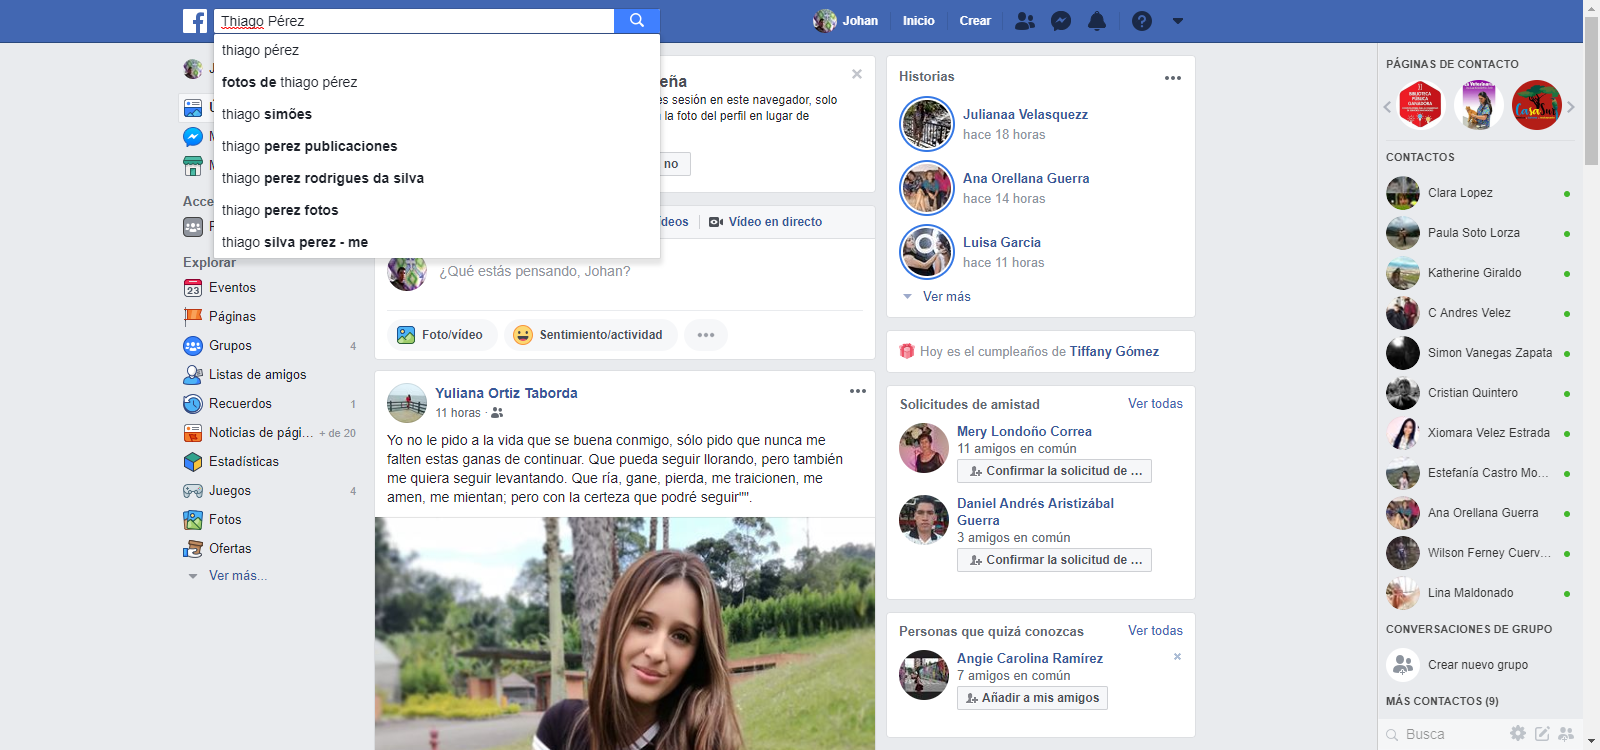 Thiago Pérez
Johan
Inicio
Crear
thiago pérez
fotos de thiago pérez
thiago simões
thiago perez publicaciones
thiago perez rodrigues da silva
thiago perez fotos
thiago silva perez - me
Explorar
23 Eventos
Páginas
Grupos 4
Listas de amigos
Recuerdos 1
Noticias de pági... + de 20
Estadísticas
Juegos 4
Fotos
Ofertas
Ver más...
es sesión en este navegador, solo
la foto del perfil en lugar de
no
Vídeo en directo
¿Qué estás pensando, Johan?
Foto/vídeo
Sentimiento/actividad
Yuliana Ortiz Taborda
11 horas ·
Yo no le pido a la vida que se buena conmigo, sólo pido que nunca me
falten estas ganas de continuar. Que pueda seguir llorando, pero también
me quiera seguir levantando. Que ría, gane, pierda, me traicionen, me
amen, me mientan; pero con la certeza que podré seguir"".
Historias
Julianaa Velasquezz
hace 18 horas
Ana Orellana Guerra
hace 14 horas
Luisa Garcia
hace 11 horas
Ver más
Hoy es el cumpleaños de Tiffany Gómez
Solicitudes de amistad Ver todas
Mery Londoño Correa
11 amigos en común
Confirmar la solicitud de ...
Daniel Andrés Aristizábal
Guerra
3 amigos en común
Confirmar la solicitud de ...
Personas que quizá conozcas Ver todas
Angie Carolina Ramírez
7 amigos en común
Añadir a mis amigos
PÁGINAS DE CONTACTO
CONTACTOS
Clara Lopez
Paula Soto Lorza
Katherine Giraldo
C Andres Velez
Simon Vanegas Zapata
Cristian Quintero
Xiomara Velez Estrada
Estefanía Castro Mo...
Ana Orellana Guerra
Wilson Ferney Cuerv...
Lina Maldonado
CONVERSACIONES DE GRUPO
Crear nuevo grupo
MÁS CONTACTOS (9)
Busca